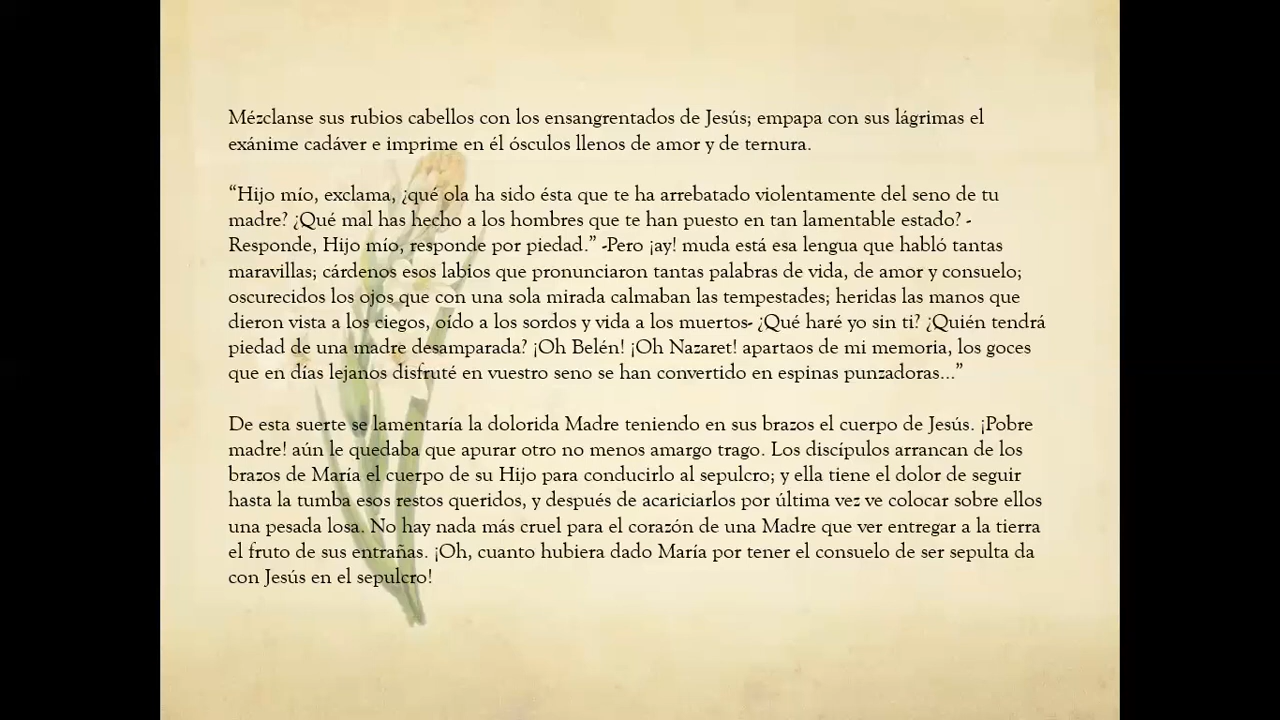 Mézclanse sus rubios cabellos con los ensangrentados de Jesús; empapa con sus lágrimas el
exánime cadáver e imprime en él ósculos llenos de amor y de ternura.
“Hijo mío, exclama, ¿qué ola ha sido ésta que te ha arrebatado violentamente del seno de tu
madre? ¿Qué mal has hecho a los hombres que te han puesto en tan lamentable estado? -
Responde, Hijo mío, responde por piedad.” -Pero ¡ay! muda está esa lengua que habló tantas
maravillas; cárdenos esos labios que pronunciaron tantas palabras de vida, de amor y consuelo;
oscurecidos los ojos que con una sola mirada calmaban las tempestades; heridas las manos que
dieron vista a los ciegos, oído a los sordos y vida a los muertos- ¿Qué haré yo sin ti? ¿Quién tendrá
piedad de una madre desamparada? ¡Oh Belén! ¡Oh Nazaret! apartaos de mi memoria, los goces
que en días lejanos disfruté en vuestro seno se han convertido en espinas punzadoras...”
De esta suerte se lamentaría la dolorida Madre teniendo en sus brazos el cuerpo de Jesús. ¡Pobre
madre! aún le quedaba que apurar otro no menos amargo trago. Los discípulos arrancan de los
brazos de María el cuerpo de su Hijo para conducirlo al sepulcro; y ella tiene el dolor de seguir
hasta la tumba esos restos queridos, y después de acariciarlos por última vez ve colocar sobre ellos
una pesada losa. No hay nada más cruel para el corazón de una Madre que ver entregar a la tierra
el fruto de sus entrañas. ¡Oh, cuanto hubiera dado María por tener el consuelo de ser sepulta da
con Jesús en el sepulcro!